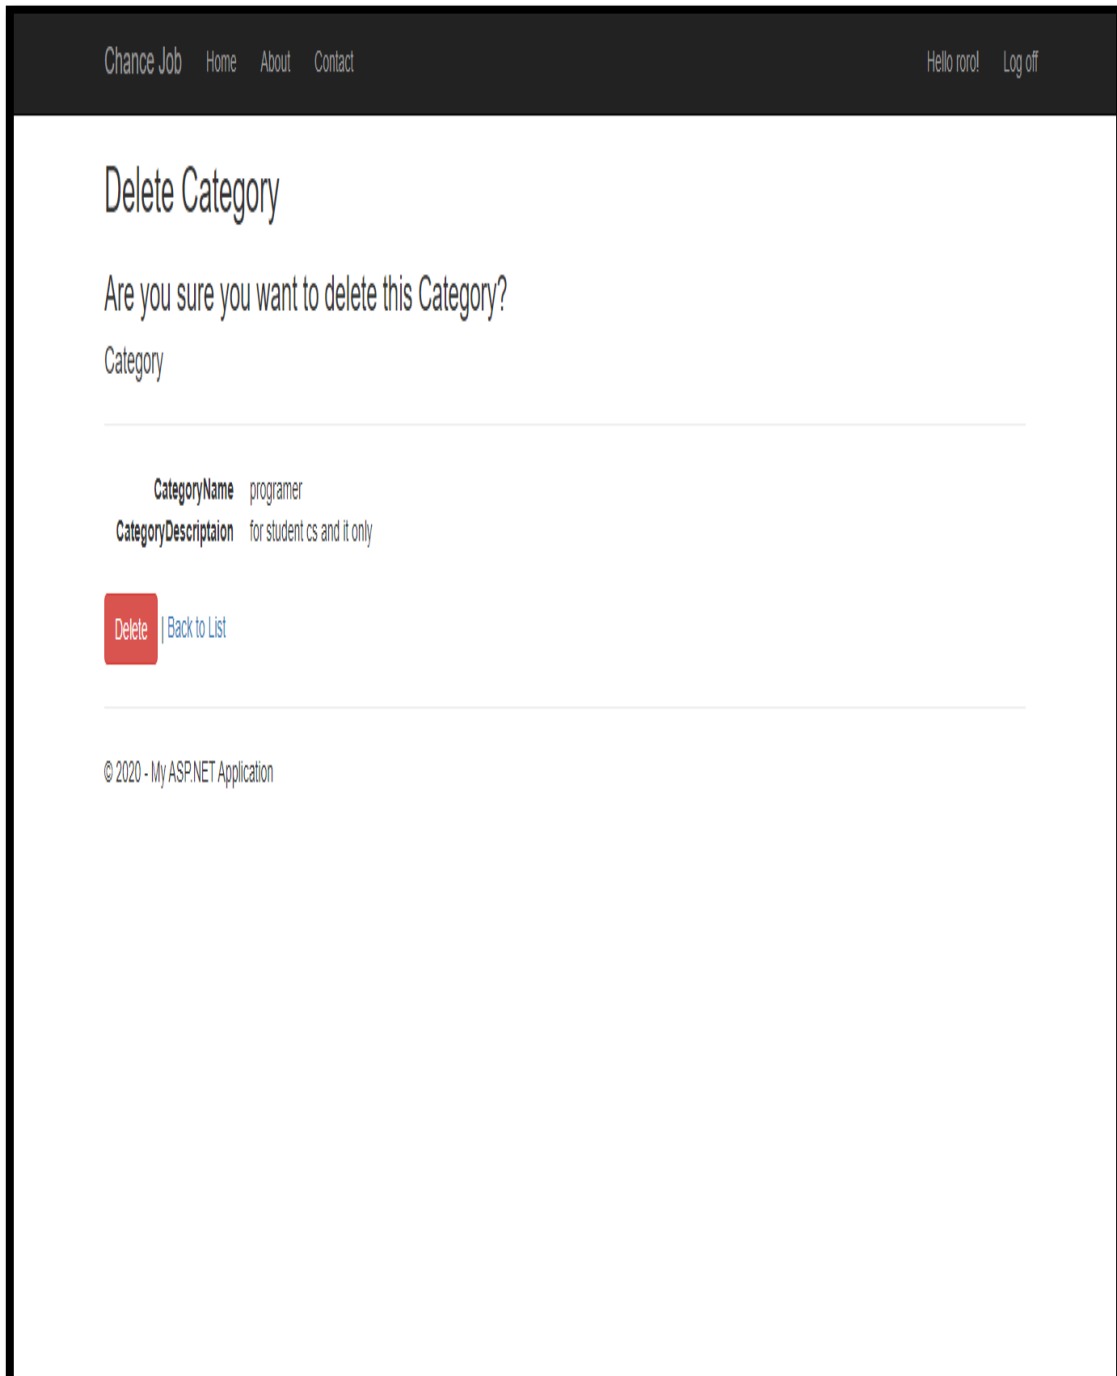 Chance Job Home About Contact Hello roro! Log off
Delete Category
Are you sure you want to delete this Category?
Category
CategoryName programer
CategoryDescriptaion for student cs and it only
Delete | Back to List
© 2020 - My ASP.NET Application